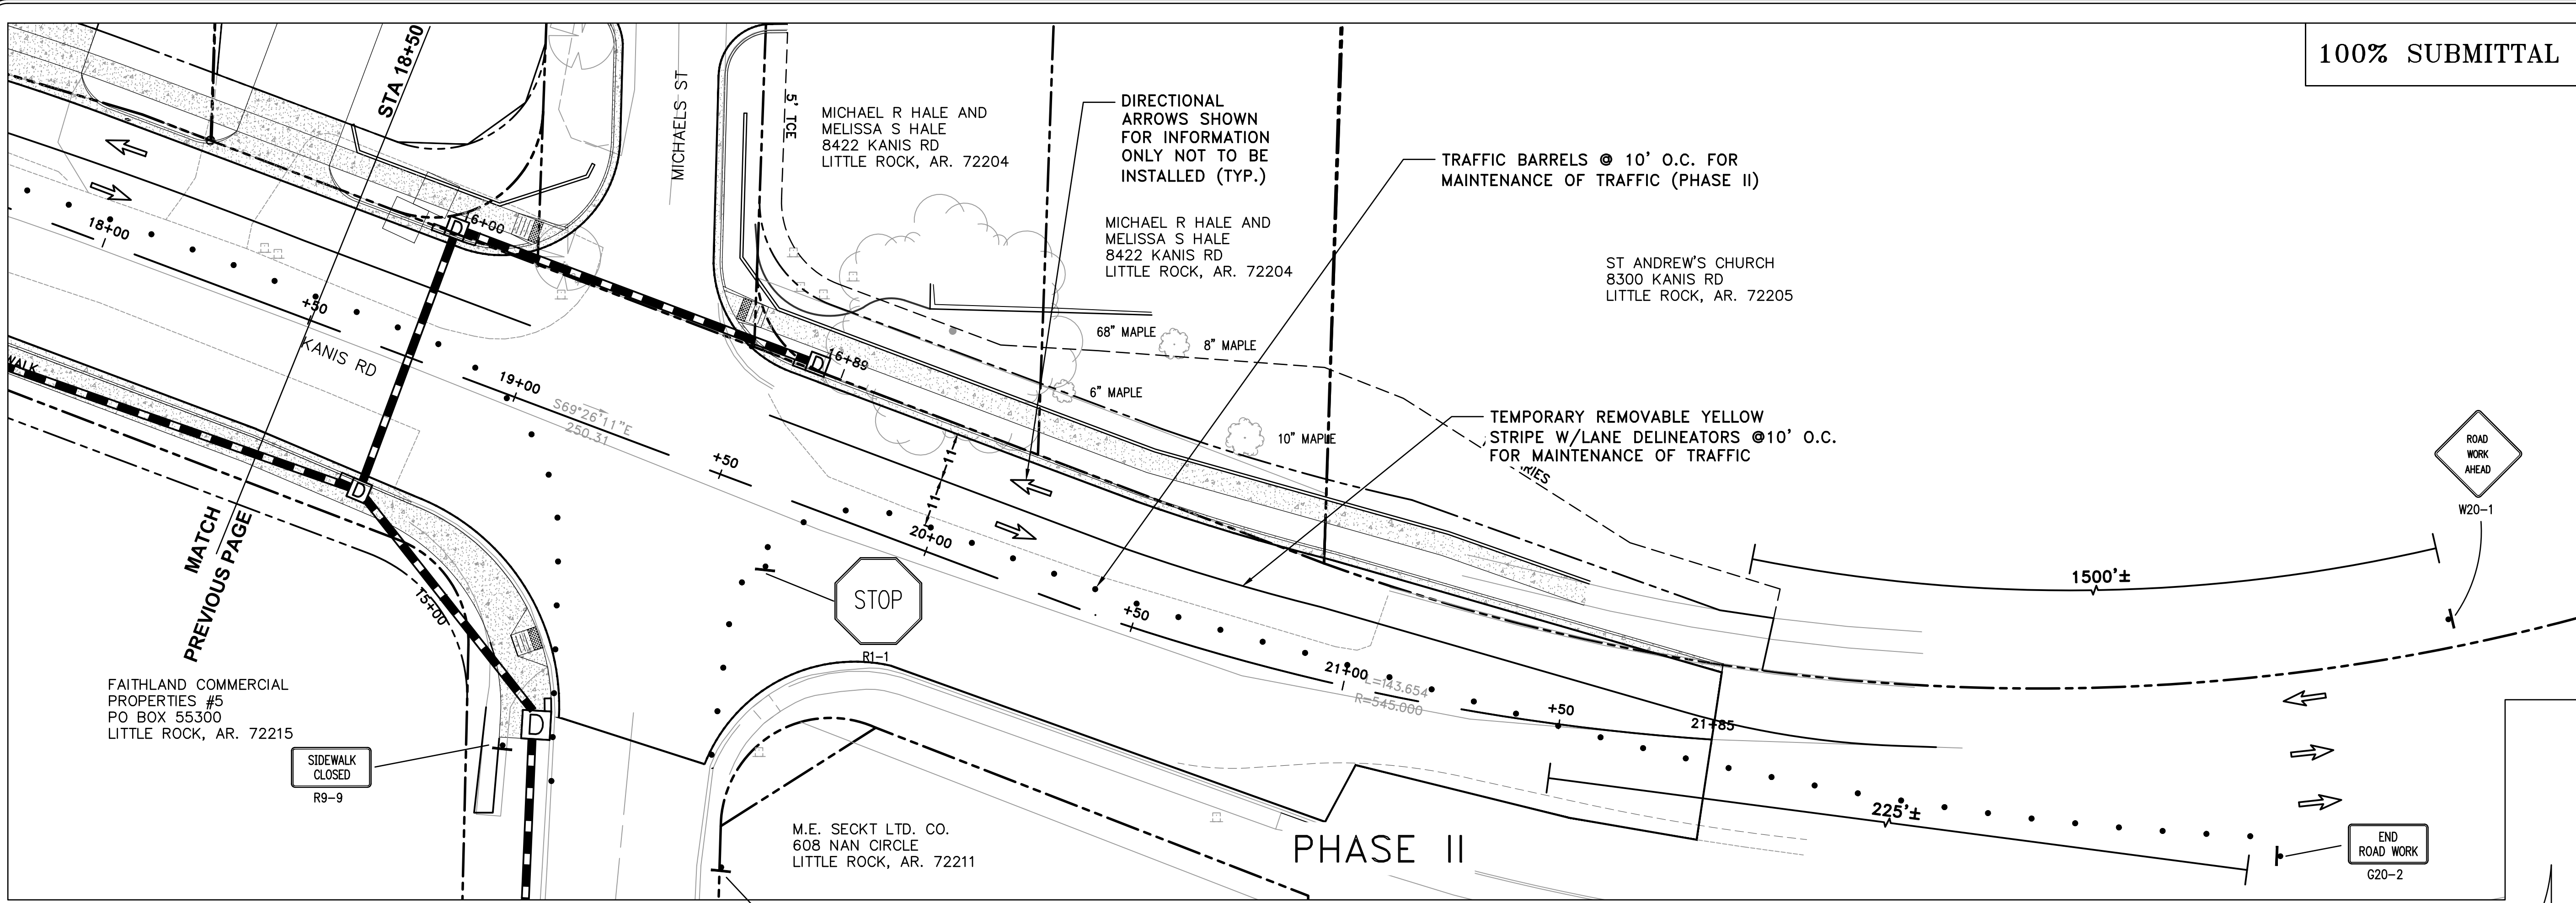 100% SUBMITTAL
STA 18+50
MICHAELS ST
5' TCE
MICHAEL R HALE AND
MELISSA S HALE
8422 KANIS RD
LITTLE ROCK, AR. 72204
DIRECTIONAL
ARROWS SHOWN
FOR INFORMATION
ONLY NOT TO BE
INSTALLED (TYP.)
TRAFFIC BARRELS @ 10' O.C. FOR
MAINTENANCE OF TRAFFIC (PHASE II)
MICHAEL R HALE AND
MELISSA S HALE
8422 KANIS RD
LITTLE ROCK, AR. 72204
ST ANDREW'S CHURCH
8300 KANIS RD
LITTLE ROCK, AR. 72205
18+00
D
16+00
+50
KANIS RD
WALK
68" MAPLE
8" MAPLE
6" MAPLE
10" MAPLE
D
16+89
19+00
S69°26'11"E
250.31
+50
11
11
20+00
TEMPORARY REMOVABLE YELLOW
STRIPE W/LANE DELINEATORS @10' O.C.
FOR MAINTENANCE OF TRAFFIC
RIES
ROAD
WORK
AHEAD
W20-1
D
MATCH
PREVIOUS PAGE
15+00
STOP
R1-1
1500'±
+50
21+00
L=143.654
R=545.000
+50
21+85
FAITHLAND COMMERCIAL
PROPERTIES #5
PO BOX 55300
LITTLE ROCK, AR. 72215
D
SIDEWALK
CLOSED
R9-9
M.E. SECKT LTD. CO.
608 NAN CIRCLE
LITTLE ROCK, AR. 72211
PHASE II
225'±
END
ROAD WORK
G20-2